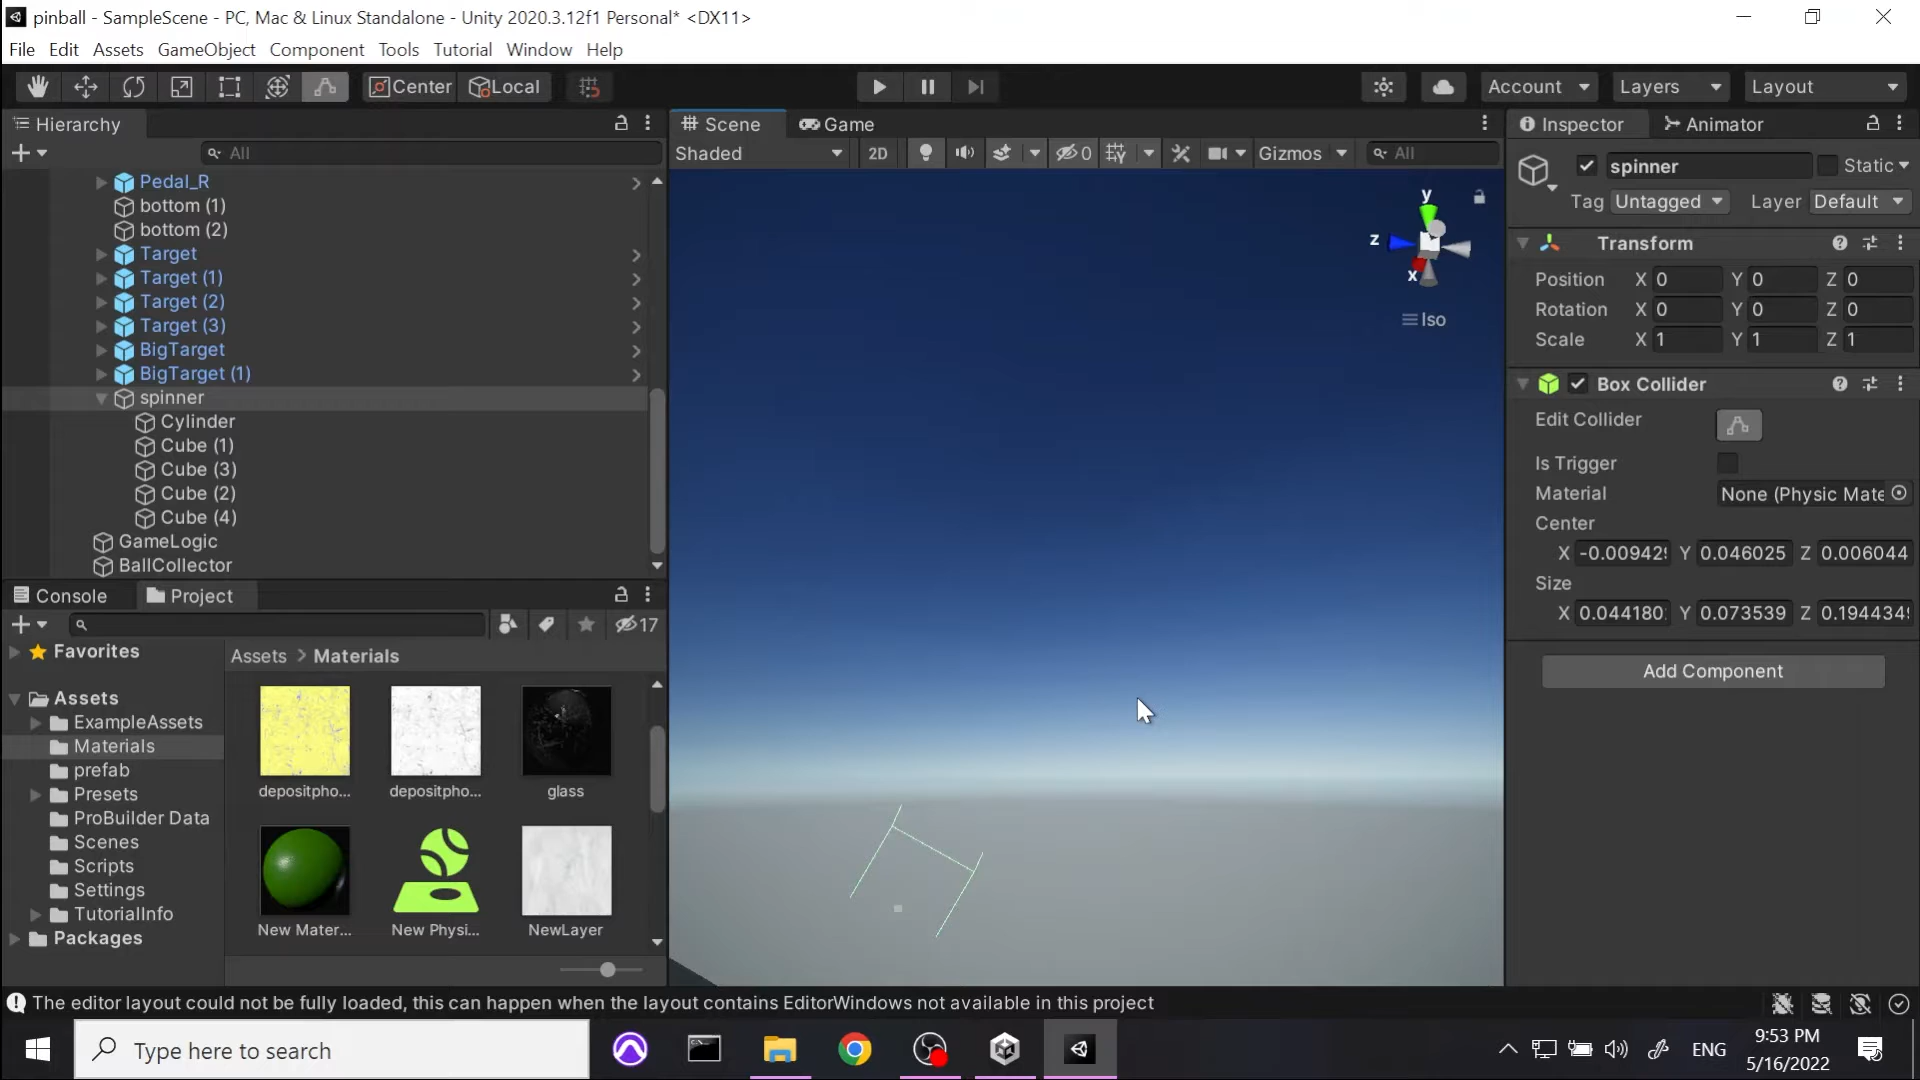 pinball - SampleScene - PC, Mac & Linux Standalone - Unity 2020.3.12f1 Personal* <DX11>
File Edit Assets GameObject Component Tools Tutorial Window Help
Center Local Account Layers Layout
Hierarchy
All
Pedal_R
bottom (1)
bottom (2)
Target
Target (1)
Target (2)
Target (3)
BigTarget
BigTarget (1)
spinner
Cylinder
Cube (1)
Cube (3)
Cube (2)
Cube (4)
GameLogic
BallCollector
Console Project
17
Favorites
Assets
ExampleAssets
Materials
prefab
Presets
ProBuilder Data
Scenes
Scripts
Settings
TutorialInfo
Packages
Assets > Materials
depositpho... depositpho... glass
New Mater... New Physi... NewLayer
Scene Game
Shaded 2D 0 Gizmos All
y
z
x
Iso
Inspector Animator
spinner Static
Tag Untagged Layer Default
Transform
Position X 0 Y 0 Z 0
Rotation X 0 Y 0 Z 0
Scale X 1 Y 1 Z 1
Box Collider
Edit Collider
Is Trigger
Material None (Physic Mate
Center
X -0.009429 Y 0.046025 Z 0.006044
Size
X 0.044180 Y 0.073539 Z 0.194434
Add Component
The editor layout could not be fully loaded, this can happen when the layout contains EditorWindows not available in this project
Type here to search
ENG
9:53 PM
5/16/2022